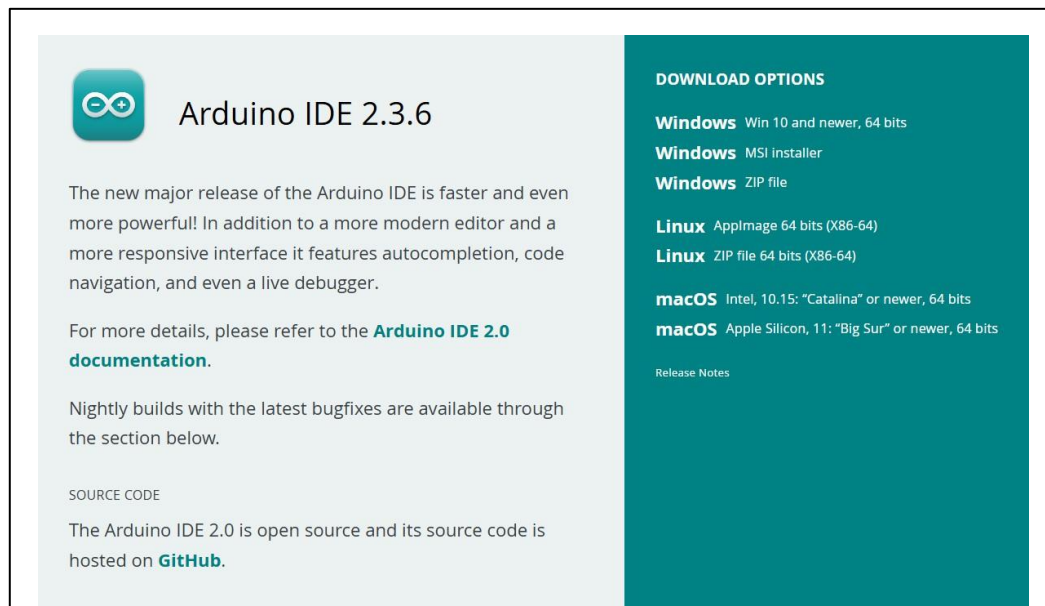 Arduino IDE 2.3.6
The new major release of the Arduino IDE is faster and even
more powerful! In addition to a more modern editor and a
more responsive interface it features autocompletion, code
navigation, and even a live debugger.
For more details, please refer to the Arduino IDE 2.0
documentation.
Nightly builds with the latest bugfixes are available through
the section below.
SOURCE CODE
The Arduino IDE 2.0 is open source and its source code is
hosted on GitHub.
DOWNLOAD OPTIONS
Windows Win 10 and newer, 64 bits
Windows MSI installer
Windows ZIP file
Linux AppImage 64 bits (X86-64)
Linux ZIP file 64 bits (X86-64)
macOS Intel, 10.15: “Catalina” or newer, 64 bits
macOS Apple Silicon, 11: “Big Sur” or newer, 64 bits
Release Notes